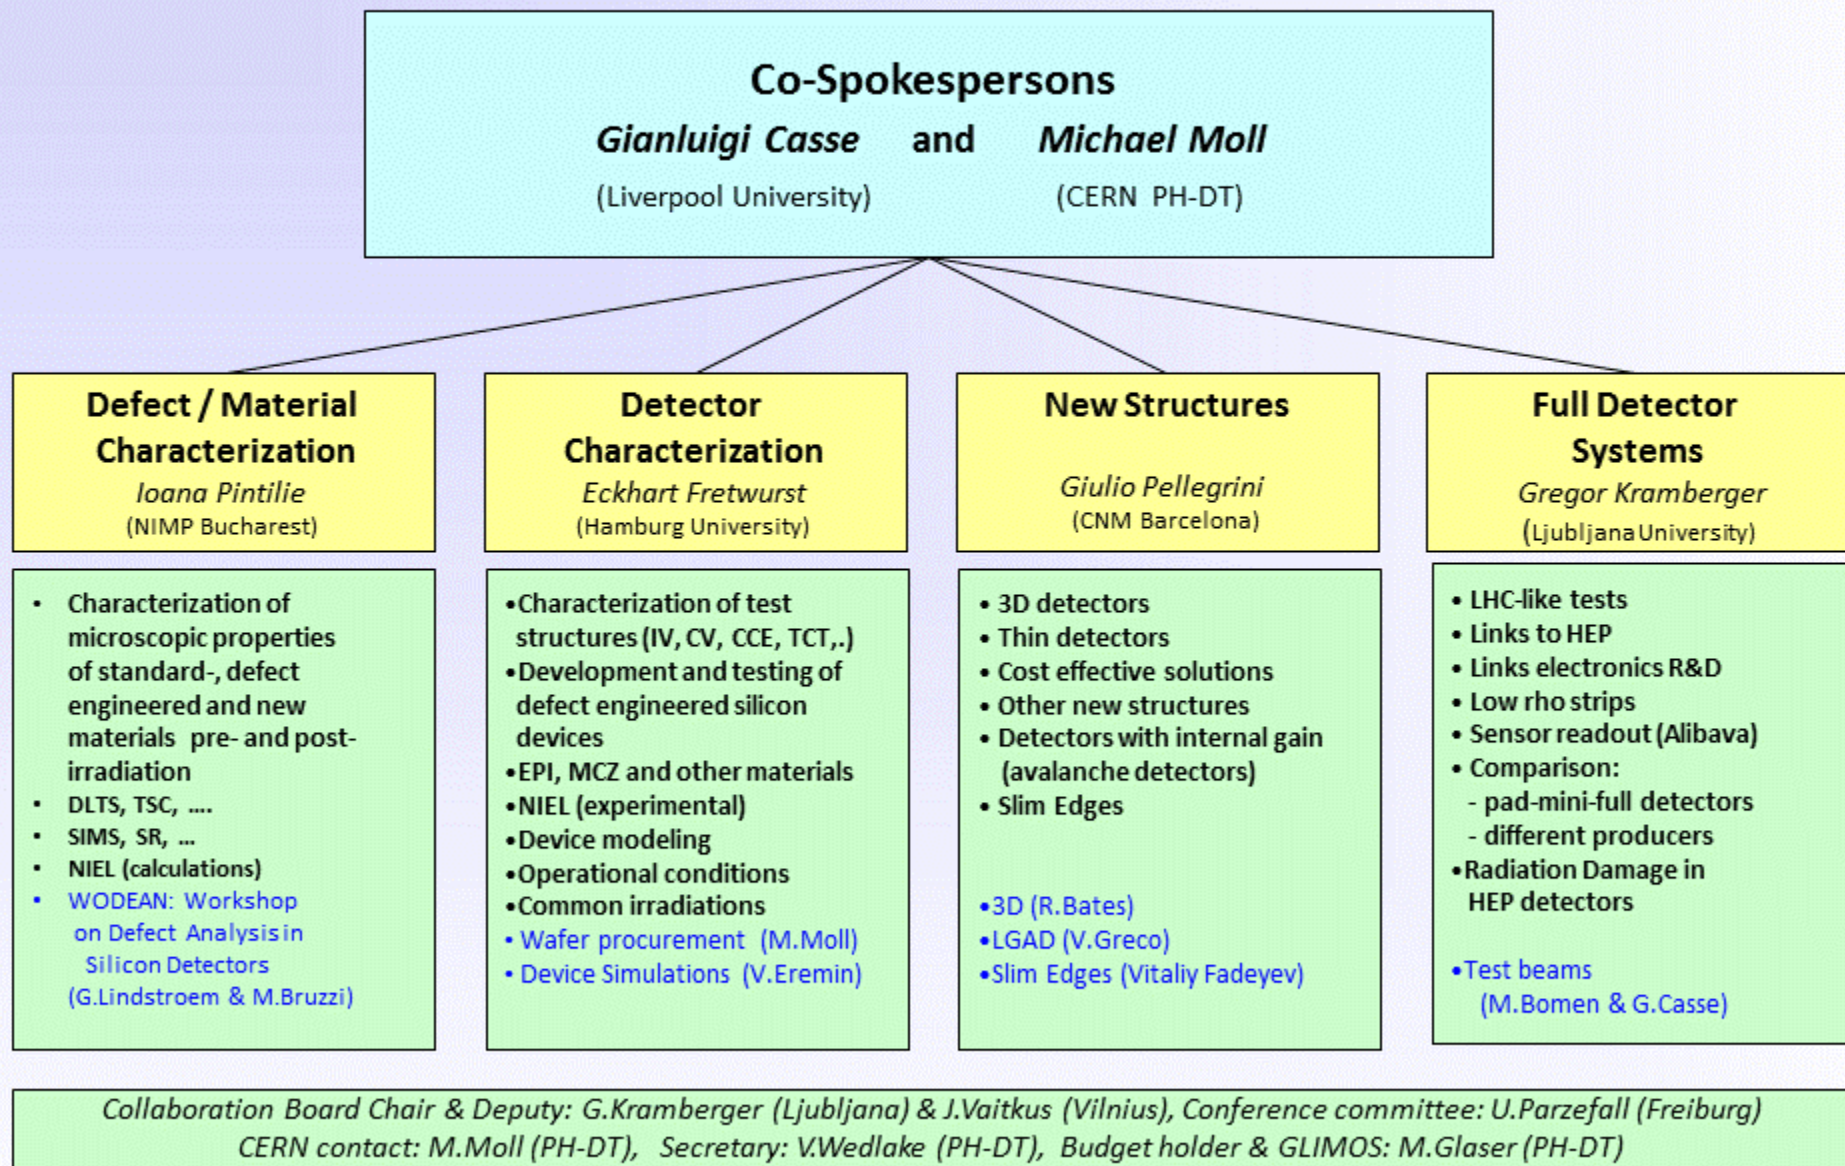 Co-Spokespersons
Gianluigi Casse and Michael Moll
(Liverpool University) (CERN PH-DT)
Defect / Material
Characterization
Ioana Pintilie
(NIMP Bucharest)
Detector
Characterization
Eckhart Fretwurst
(Hamburg University)
New Structures
Giulio Pellegrini
(CNM Barcelona)
Full Detector
Systems
Gregor Kramberger
(Ljubljana University)
• Characterization of
microscopic properties
of standard-, defect
engineered and new
materials pre- and post-
irradiation
• DLTS, TSC, ....
• SIMS, SR, ...
• NIEL (calculations)
• WODEAN: Workshop
on Defect Analysis in
Silicon Detectors
(G.Lindstroem & M.Bruzzi)
•Characterization of test
structures (IV, CV, CCE, TCT,.)
•Development and testing of
defect engineered silicon
devices
•EPI, MCZ and other materials
•NIEL (experimental)
•Device modeling
•Operational conditions
•Common irradiations
• Wafer procurement (M.Moll)
• Device Simulations (V.Eremin)
• 3D detectors
• Thin detectors
• Cost effective solutions
• Other new structures
• Detectors with internal gain
(avalanche detectors)
• Slim Edges
•3D (R.Bates)
•LGAD (V.Greco)
•Slim Edges (Vitaliy Fadeyev)
• LHC-like tests
• Links to HEP
• Links electronics R&D
• Low rho strips
• Sensor readout (Alibava)
• Comparison:
- pad-mini-full detectors
- different producers
•Radiation Damage in
HEP detectors
•Test beams
(M.Bomen & G.Casse)
Collaboration Board Chair & Deputy: G.Kramberger (Ljubljana) & J.Vaitkus (Vilnius), Conference committee: U.Parzefall (Freiburg)
CERN contact: M.Moll (PH-DT), Secretary: V.Wedlake (PH-DT), Budget holder & GLIMOS: M.Glaser (PH-DT)